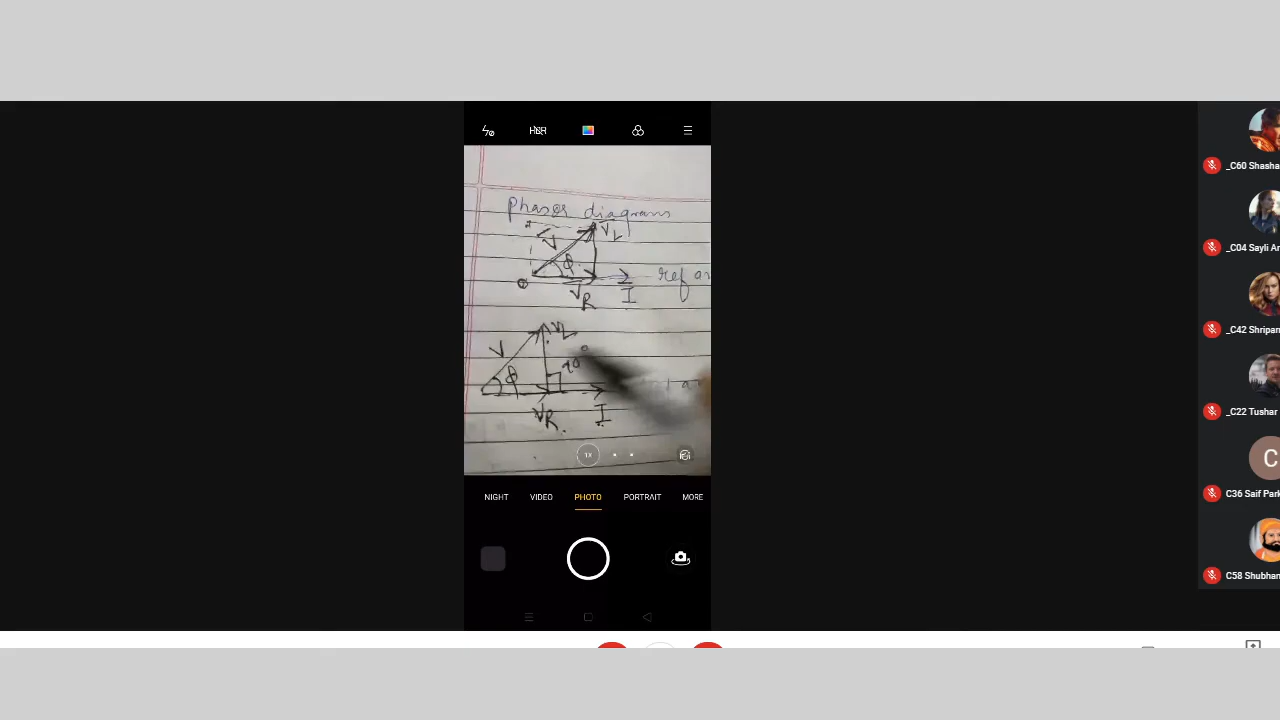 HDR
Phasor diagrams
V
VL
φ
O
VR
I
ref
V
VL
φ
90°
VR
I
1X
NIGHT VIDEO PHOTO PORTRAIT MORE
_C60 Shasha
_C04 Sayli Ar
_C42 Shripan
_C22 Tushar
C
C36 Saif Park
C58 Shubhan